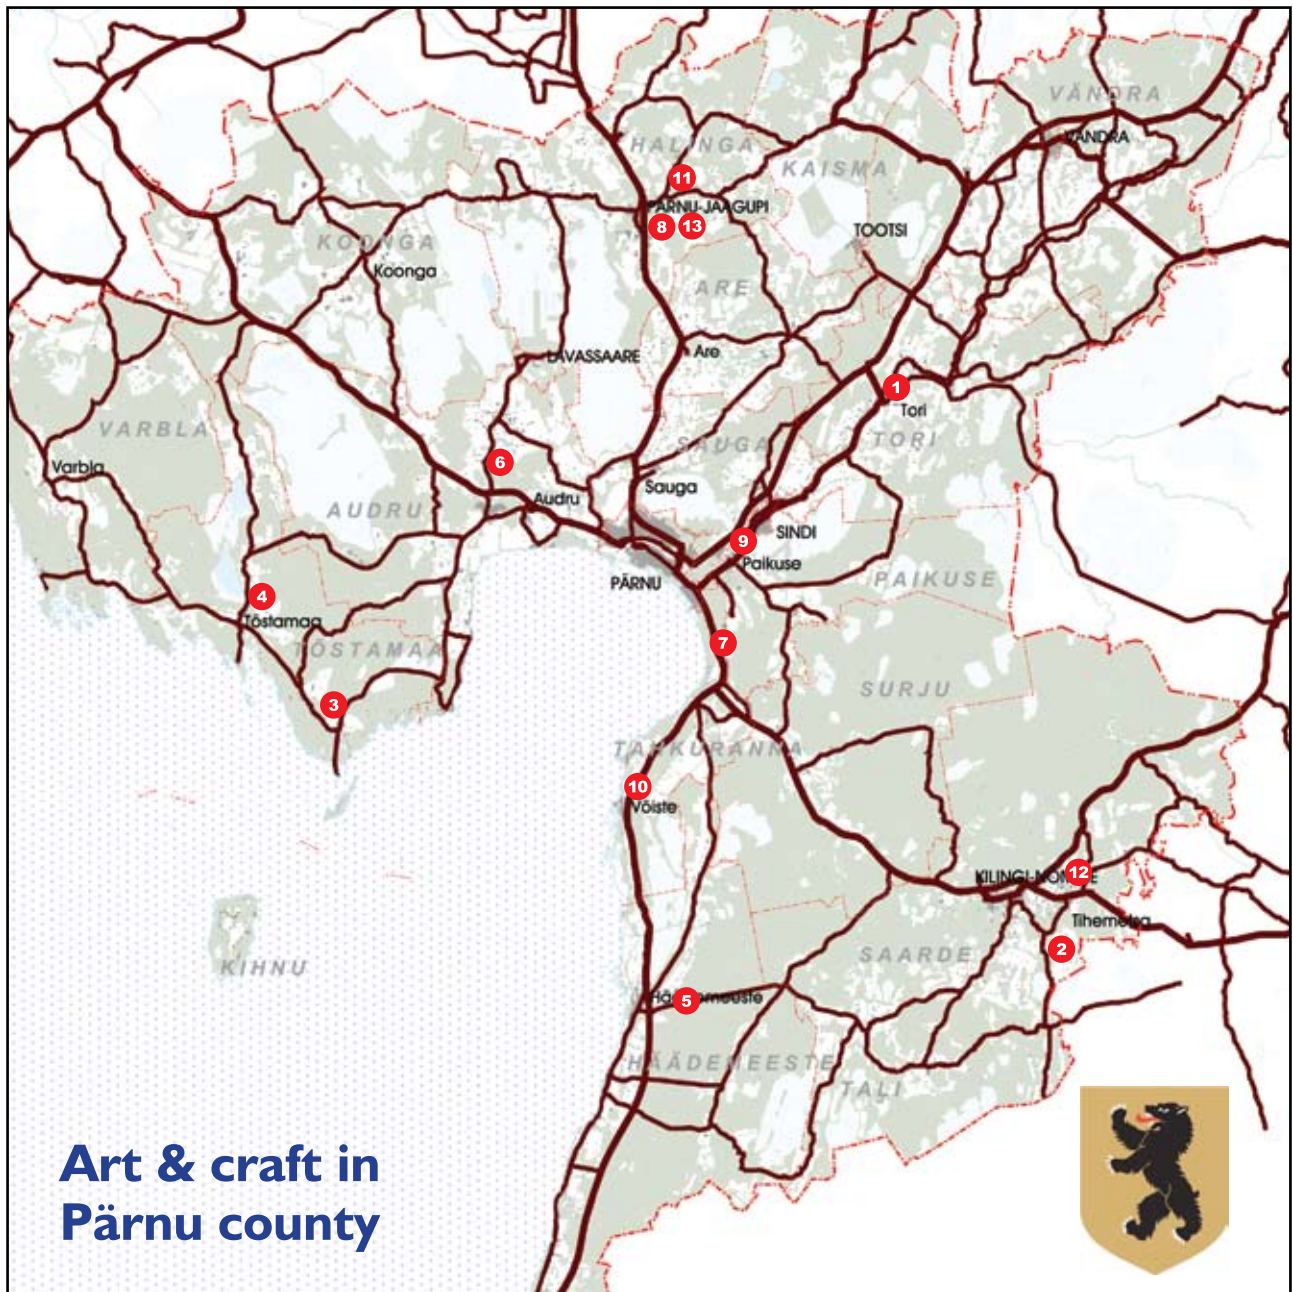 VÄNDRA
VÄNDRA
HALINGA
KAISMA
11
PÄRNU-JAAGUPI
8
13
TOOTSI
KOONGA
Koonga
ARE
LAVASSAARE
Are
1
Tori
TORI
VARBLA
Varbla
SAUGA
6
Sauga
Audru
AUDRU
9
SINDI
Paikuse
PAIKUSE
PÄRNU
4
Tõstamaa
TÕSTAMAA
7
3
SURJU
TAHKURANNA
10
Võiste
KILINGI-NÕMME
12
Tihemetsa
2
SAARDE
KIHNU
Häädemeeste
5
HÄÄDEMEESTE
TALI
Art & craft in
Pärnu county